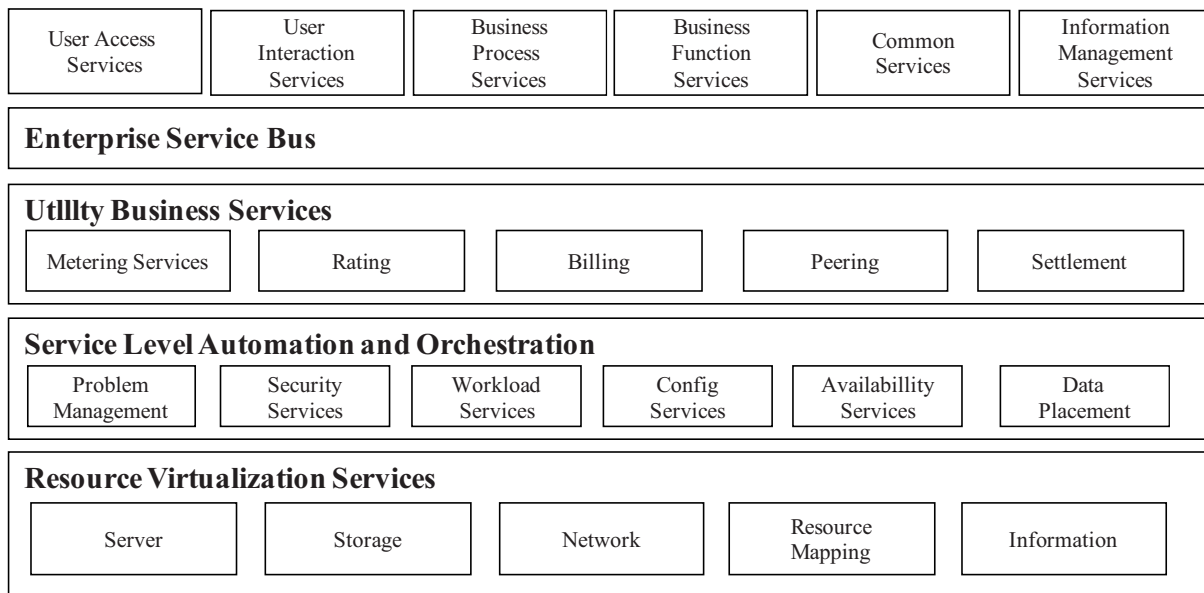 User Access
Services
User
Interaction
Services
Business
Process
Services
Business
Function
Services
Common
Services
Information
Management
Services
Enterprise Service Bus
Utlllty Business Services
Metering Services
Rating
Billing
Peering
Settlement
Service Level Automation and Orchestration
Problem
Management
Security
Services
Workload
Services
Config
Services
Availabillity
Services
Data
Placement
Resource Virtualization Services
Server
Storage
Network
Resource
Mapping
Information